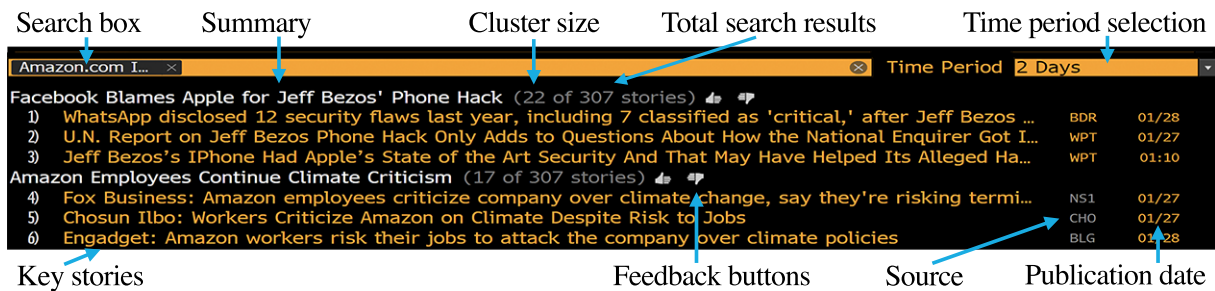 Search box Summary Cluster size Total search results Time period selection
Amazon.com I... × Time Period 2 Days
Facebook Blames Apple for Jeff Bezos' Phone Hack (22 of 307 stories)
1) WhatsApp disclosed 12 security flaws last year, including 7 classified as 'critical,' after Jeff Bezos ... BDR 01/28
2) U.N. Report on Jeff Bezos Phone Hack Only Adds to Questions About How the National Enquirer Got I... WPT 01/27
3) Jeff Bezos's IPhone Had Apple's State of the Art Security And That May Have Helped Its Alleged Ha... WPT 01:10
Amazon Employees Continue Climate Criticism (17 of 307 stories)
4) Fox Business: Amazon employees criticize company over climate change, say they're risking termi... NS1 01/27
5) Chosun Ilbo: Workers Criticize Amazon on Climate Despite Risk to Jobs CHO 01/27
6) Engadget: Amazon workers risk their jobs to attack the company over climate policies BLG 01/28
Key stories Feedback buttons Source Publication date